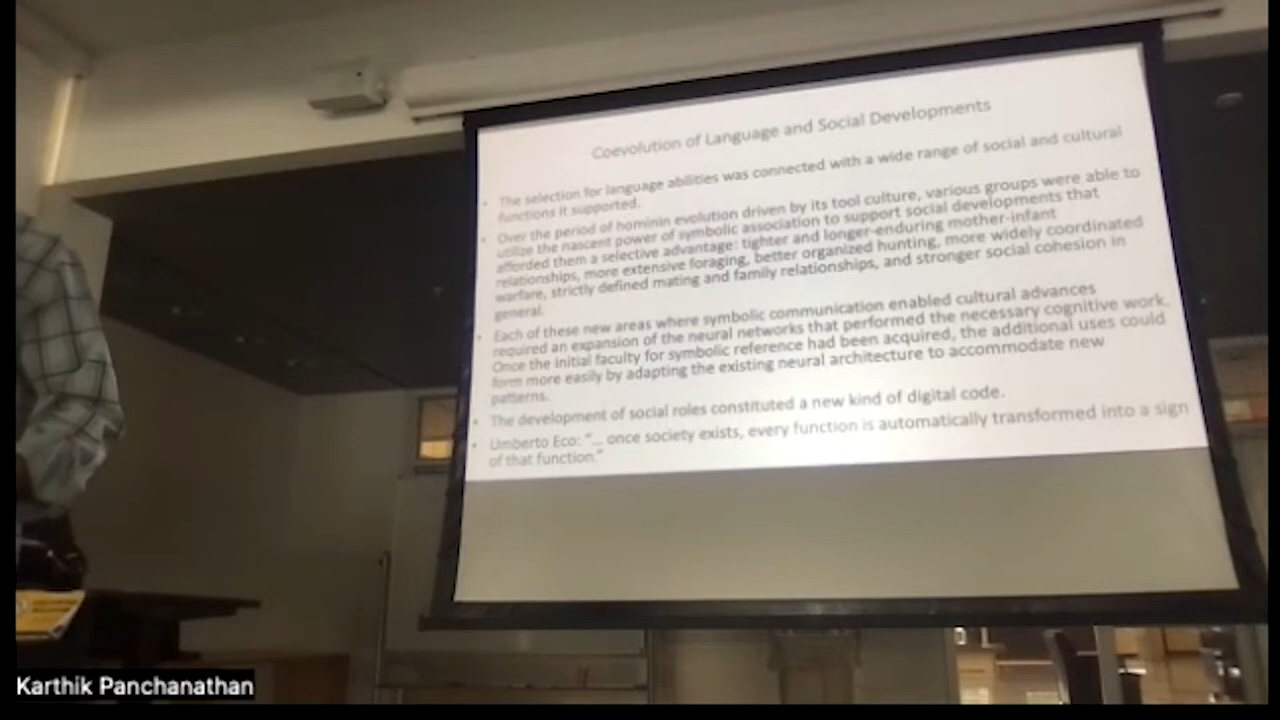 Coevolution of Language and Social Developments
• The selection for language abilities was connected with a wide range of social and cultural
functions it supported.
• Over the period of hominin evolution driven by its tool culture, various groups were able to
utilize the nascent power of symbolic association to support social developments that
afforded them a selective advantage: tighter and longer-enduring mother-infant
relationships, more extensive foraging, better organized hunting, more widely coordinated
warfare, strictly defined mating and family relationships, and stronger social cohesion in
general.
• Each of these new areas where symbolic communication enabled cultural advances
required an expansion of the neural networks that performed the necessary cognitive work.
Once the initial faculty for symbolic reference had been acquired, the additional uses could
form more easily by adapting the existing neural architecture to accommodate new
patterns.
• The development of social roles constituted a new kind of digital code.
• Umberto Eco: "... once society exists, every function is automatically transformed into a sign
of that function."
Karthik Panchanathan